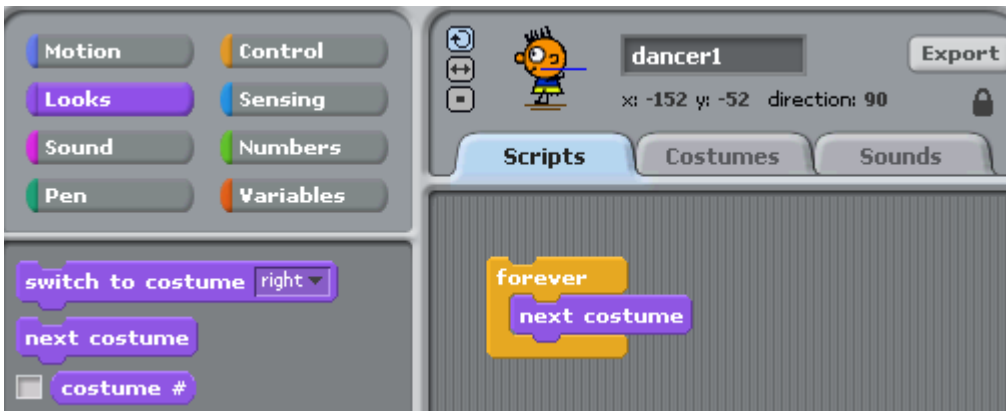 Motion
Control
Looks
Sensing
Sound
Numbers
Pen
Variables
dancer1
Export
x: -152 y: -52 direction: 90
Scripts
Costumes
Sounds
switch to costume right
next costume
costume #
forever
next costume